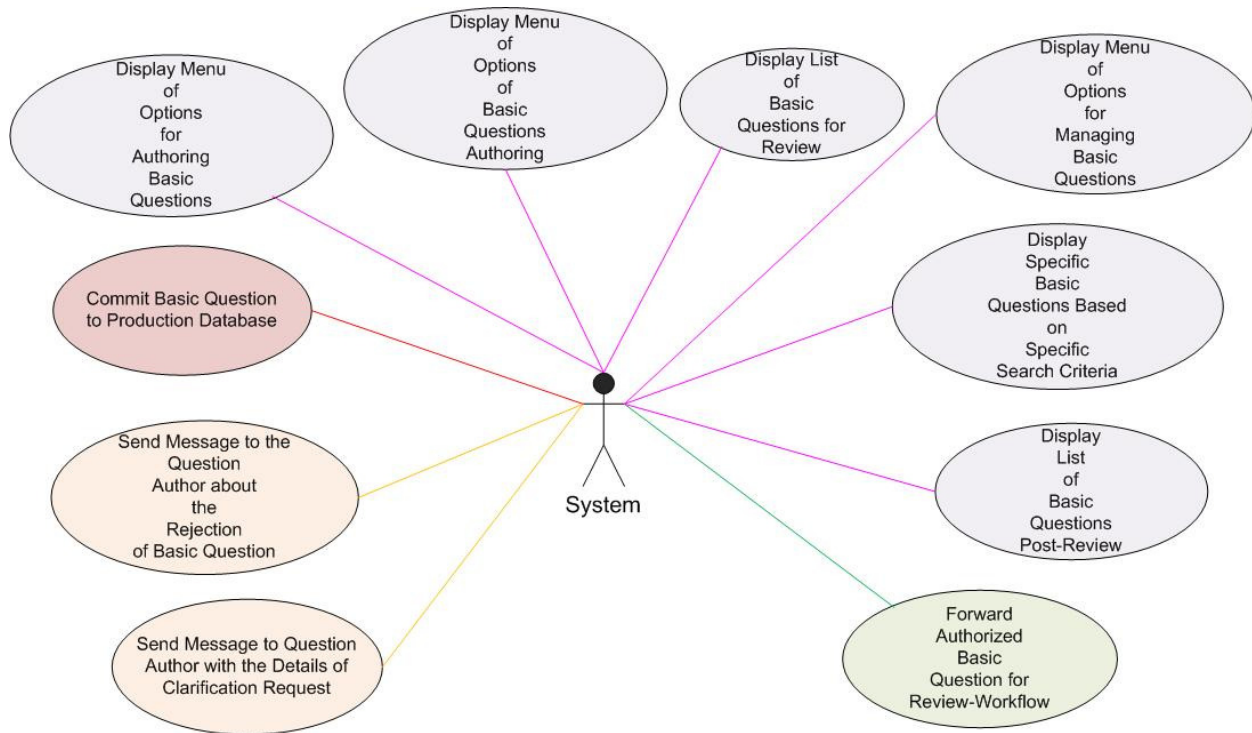 Display Menu
of
Options
for
Authoring
Basic
Questions
Display Menu
of
Options
of
Basic
Questions
Authoring
Display List
of
Basic
Questions for
Review
Display Menu
of
Options
for
Managing
Basic
Questions
Commit Basic Question
to Production Database
Display
Specific
Basic
Questions Based
on
Specific
Search Criteria
Send Message to the
Question
Author about
the
Rejection
of Basic Question
System
Display
List
of
Basic
Questions
Post-Review
Send Message to Question
Author with the Details of
Clarification Request
Forward
Authorized
Basic
Question for
Review-Workflow